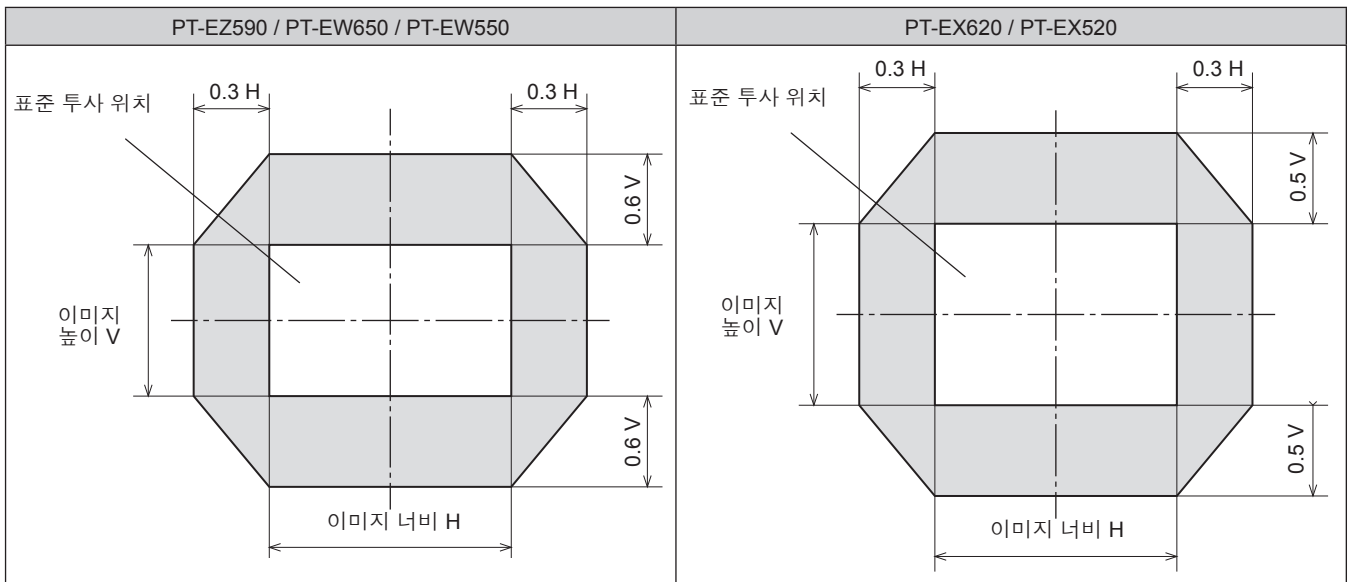 PT-EZ590 / PT-EW650 / PT-EW550
PT-EX620 / PT-EX520
표준 투사 위치
0.3 H
0.3 H
0.6 V
이미지
높이 V
0.6 V
이미지 너비 H
표준 투사 위치
0.3 H
0.3 H
0.5 V
이미지
높이 V
0.5 V
이미지 너비 H